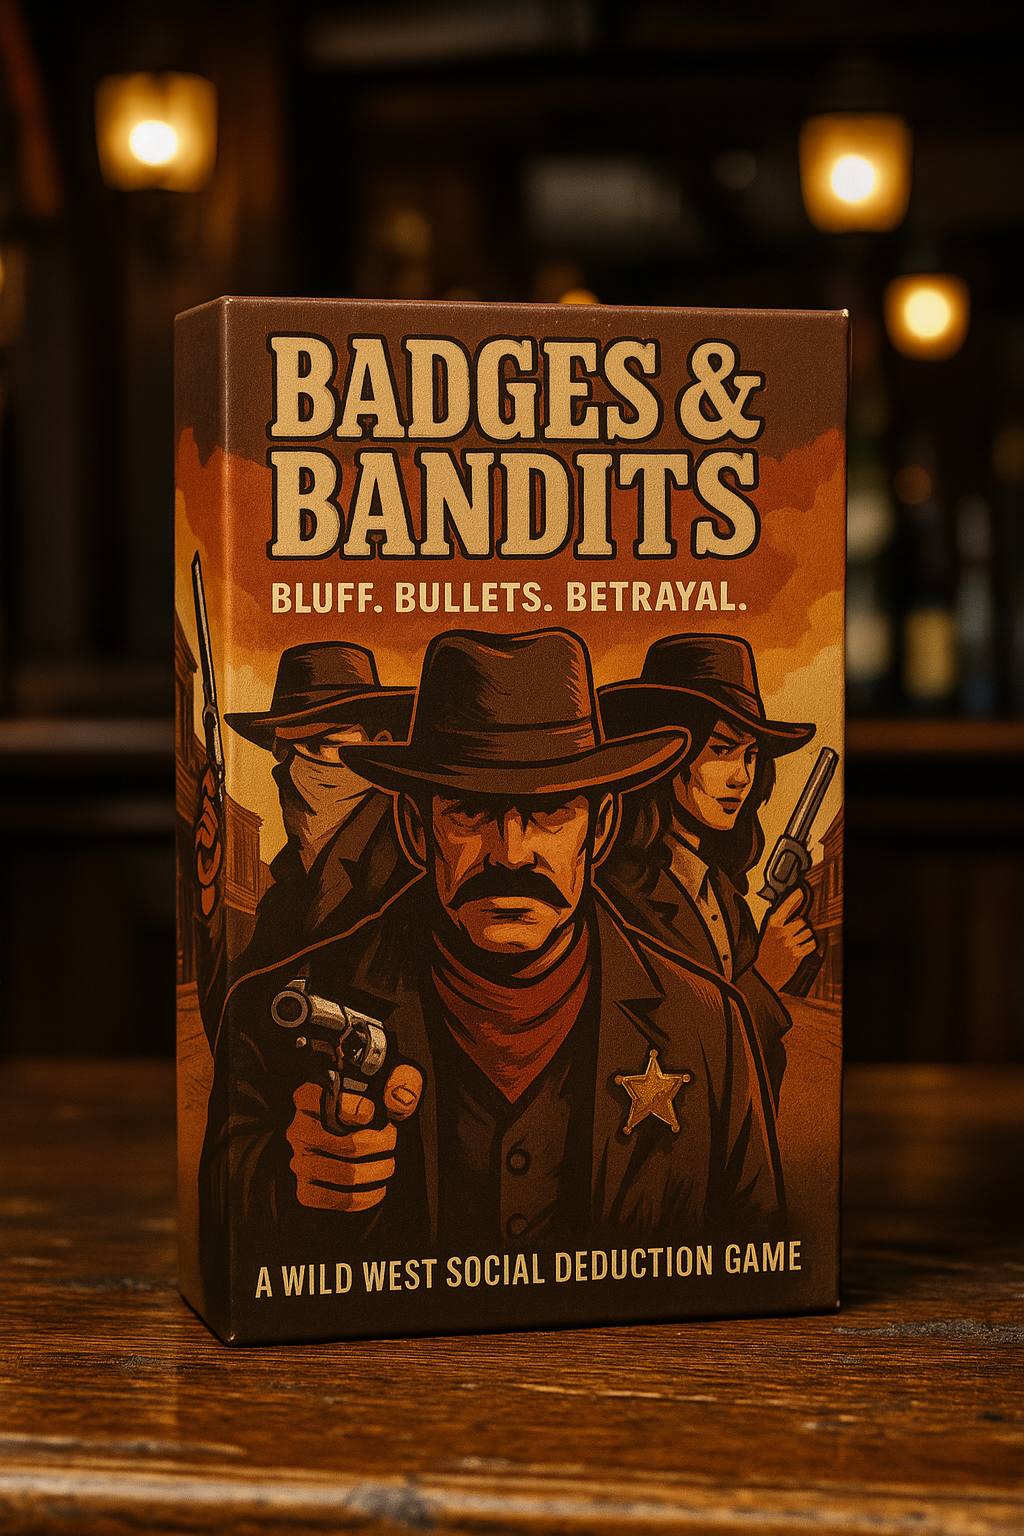 BADGES &
BANDITS
BLUFF. BULLETS. BETRAYAL.
A WILD WEST SOCIAL DEDUCTION GAME